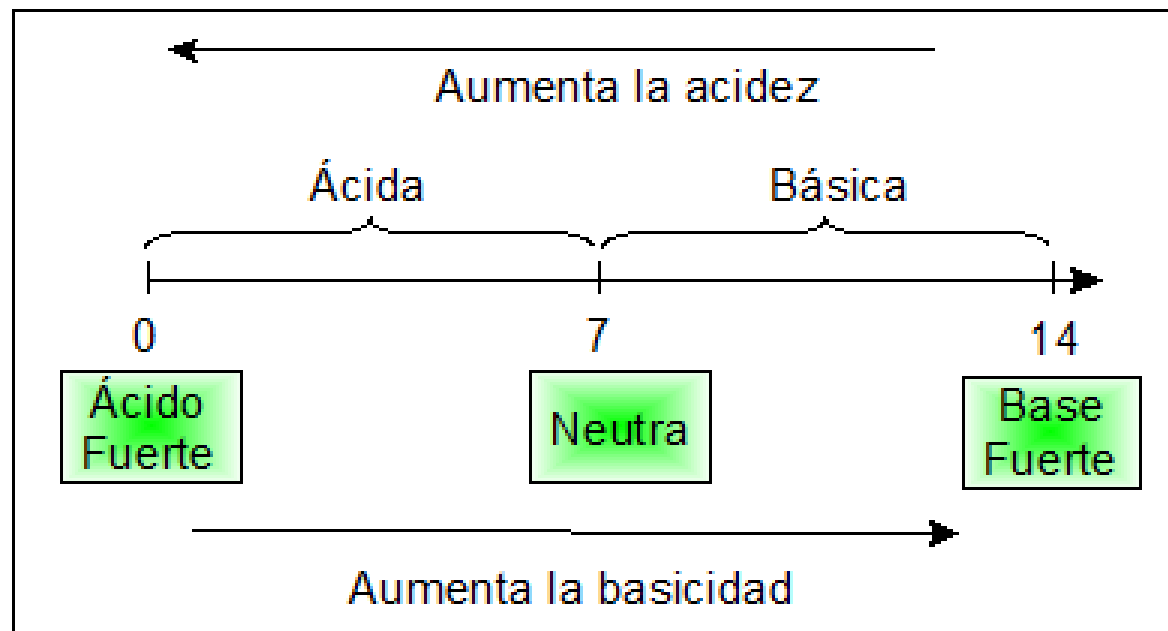 Aumenta la acidez
Ácida
Básica
0
7
14
Ácido
Fuerte
Neutra
Base
Fuerte
Aumenta la basicidad